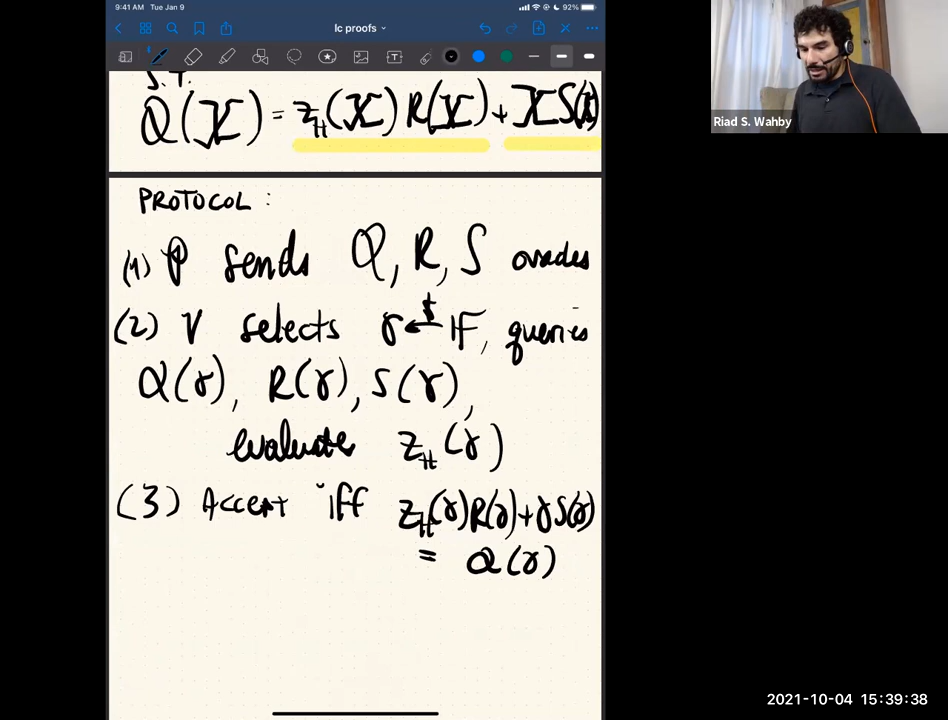 9:41 AM Tue Jan 9
92%
lc proofs
S.T.
Q(X) = z_H(X) R(X) + X S(X)
PROTOCOL:
(1) P sends Q, R, S oracles
(2) V selects γ ←$ F, queries
Q(γ), R(γ), S(γ),
evaluate z_H(γ)
(3) Accept iff z_H(γ)R(γ)+γS(γ)
= Q(γ)
Riad S. Wahby
2021-10-04 15:39:38